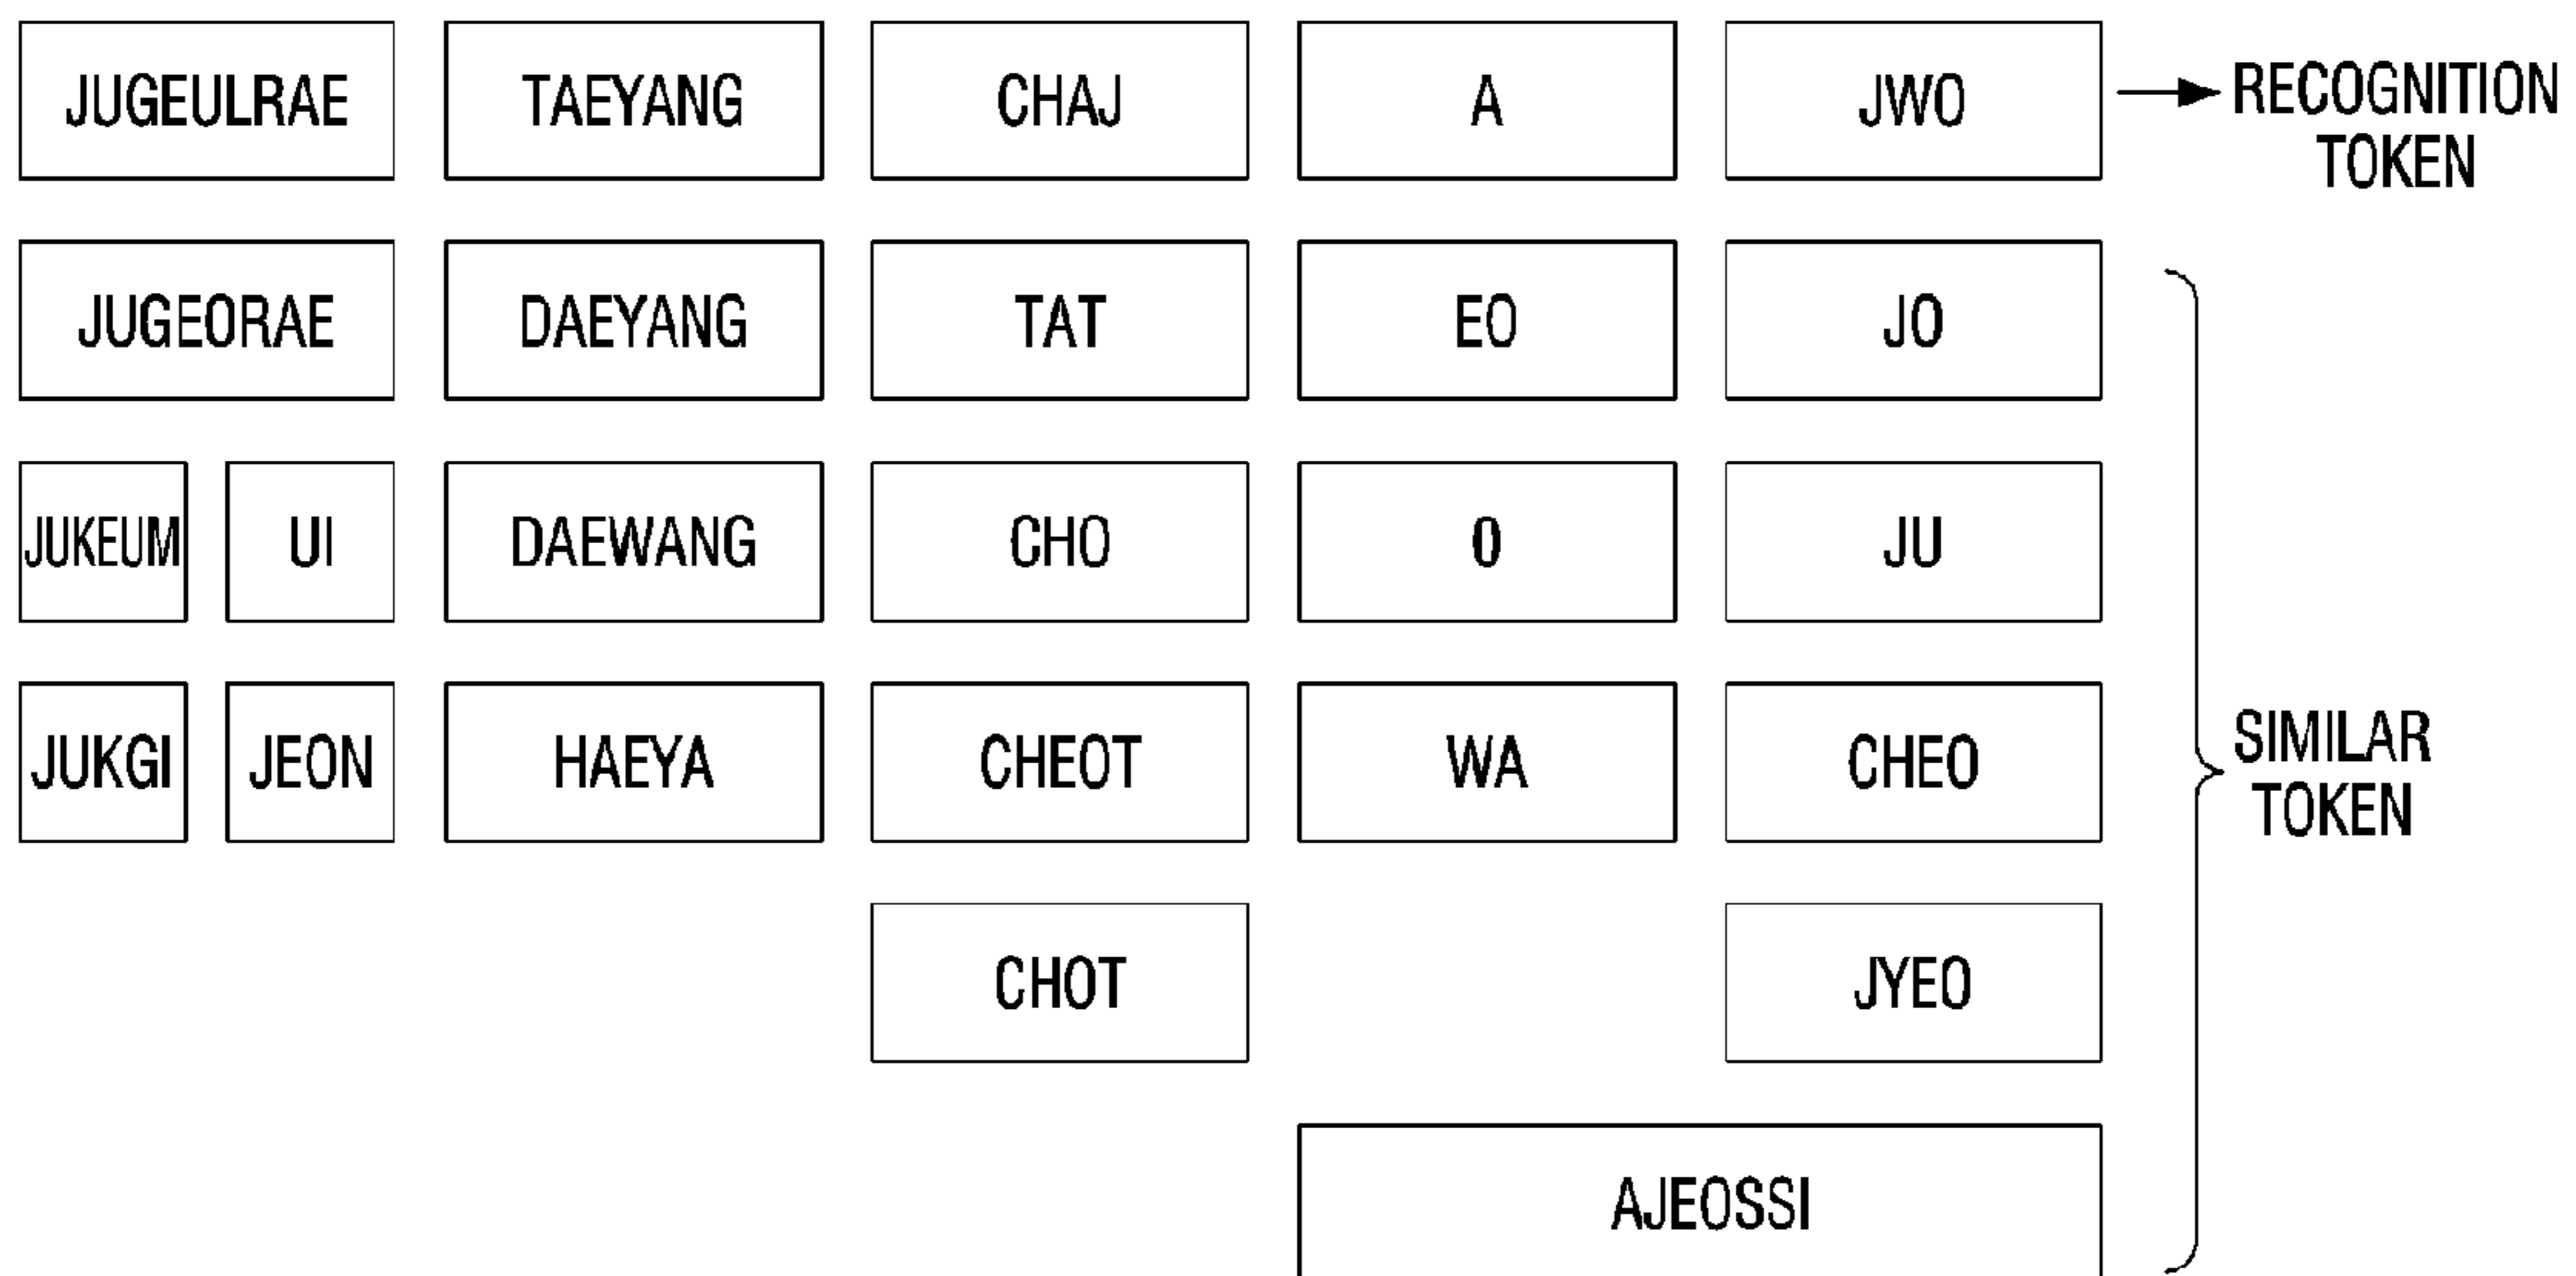 JUGEULRAE TAEYANG CHAJ A JWO RECOGNITION TOKEN
JUGEORAE DAEYANG TAT EO JO
JUKEUM UI DAEWANG CHO O JU
JUKGI JEON HAEYA CHEOT WA CHEO SIMILAR TOKEN
CHOT JYEO
AJEOSSI